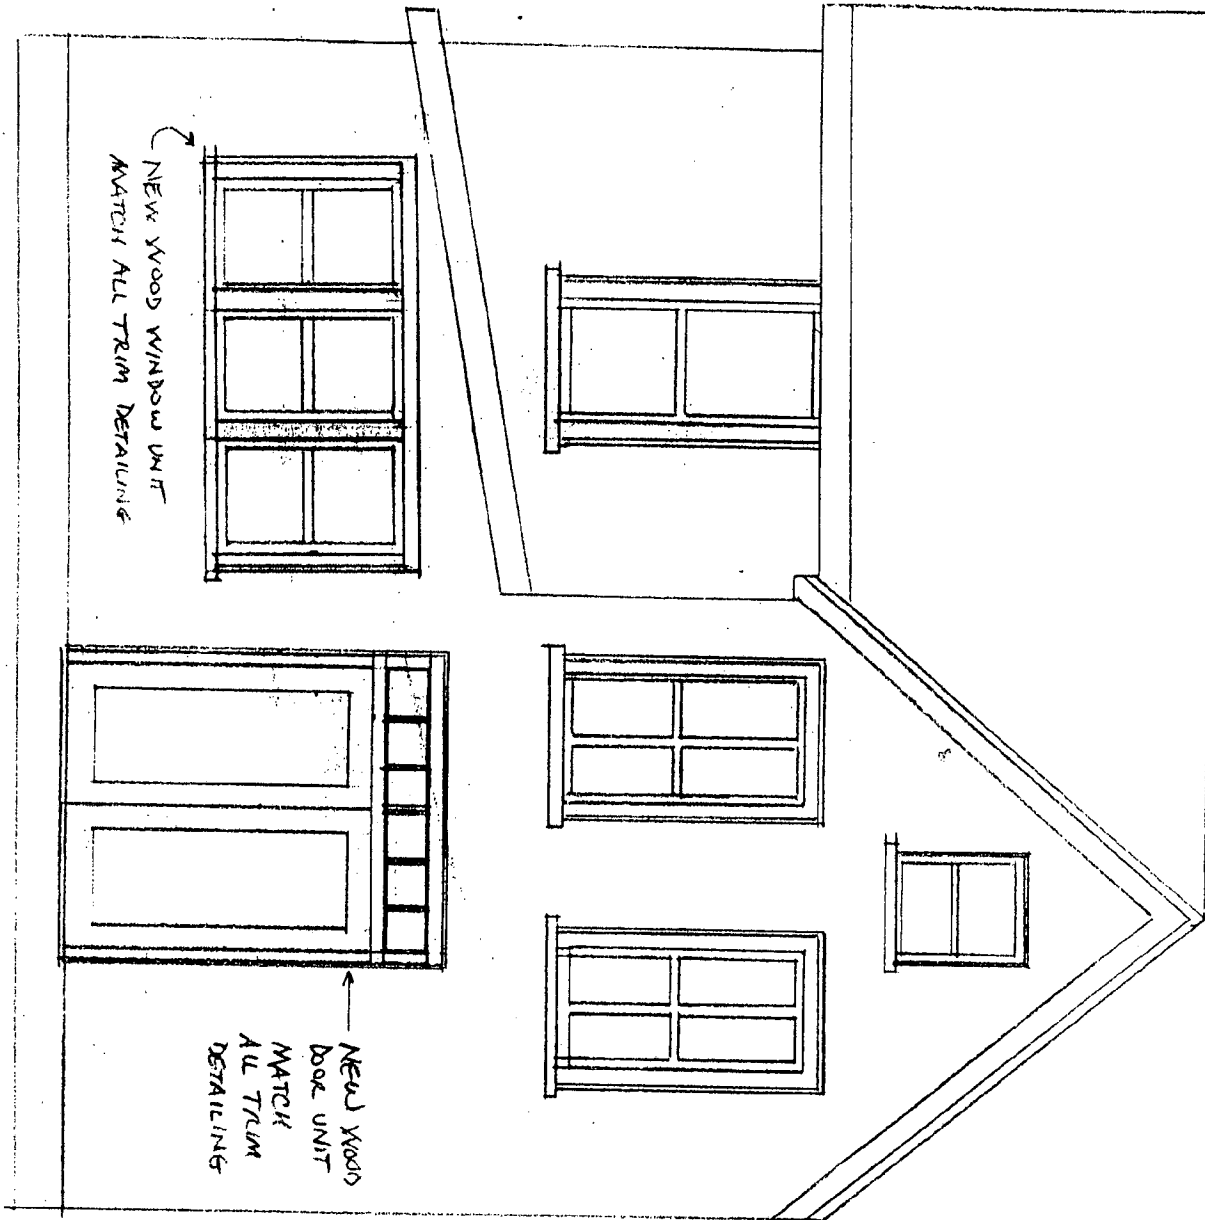 NEW WOOD WINDOW UNIT
MATCH ALL TRIM DETAILING
NEW WOOD
DOOR UNIT
MATCH
ALL TRIM
DETAILING